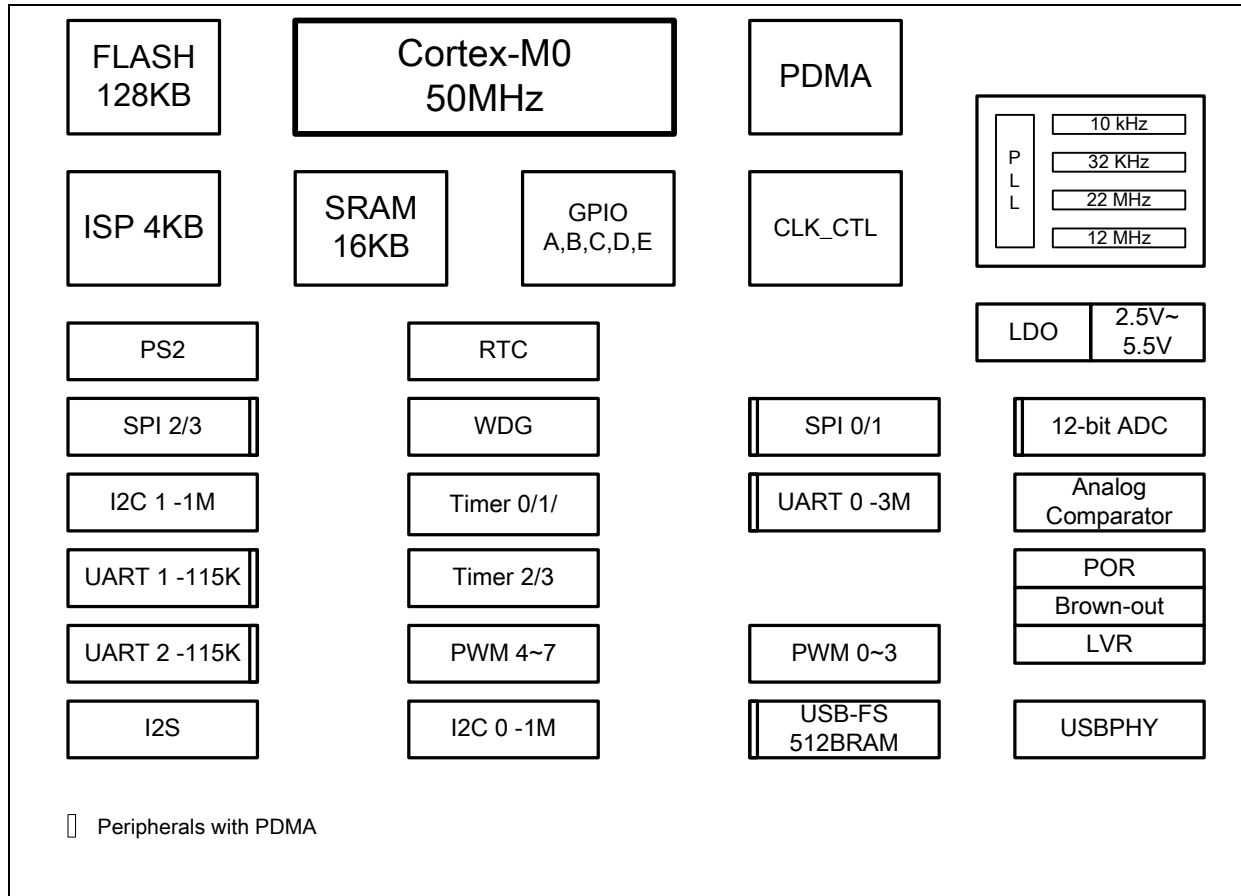 FLASH
128KB
Cortex-M0
50MHz
PDMA
P
L
L
10 kHz
32 KHz
22 MHz
12 MHz
ISP 4KB
SRAM
16KB
GPIO
A,B,C,D,E
CLK_CTL
LDO
2.5V~
5.5V
PS2
RTC
SPI 2/3
WDG
SPI 0/1
12-bit ADC
I2C 1 -1M
Timer 0/1/
UART 0 -3M
Analog
Comparator
UART 1 -115K
Timer 2/3
POR
Brown-out
LVR
UART 2 -115K
PWM 4~7
PWM 0~3
I2S
I2C 0 -1M
USB-FS
512BRAM
USBPHY
Peripherals with PDMA